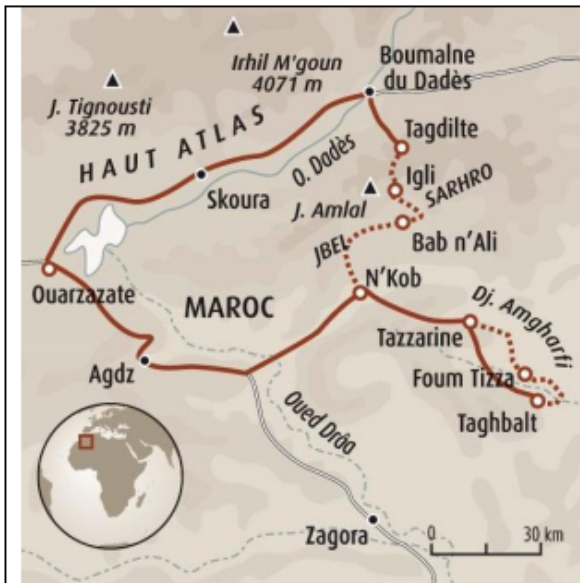 Irhil M'goun
4071 m
Boumalne
du Dadès
J. Tignousti
3825 m
HAUT ATLAS
Tagdilte
O. Dadès
Igli
SARHRO
Skoura
J. Amlal
Bab n'Ali
JBEL
N'Kob
Ouarzazate
MAROC
Dj. Amgharfi
Tazzarine
Agdz
Foum Tizza
Taghbalt
Oued Drâa
Zagora
0 30 km